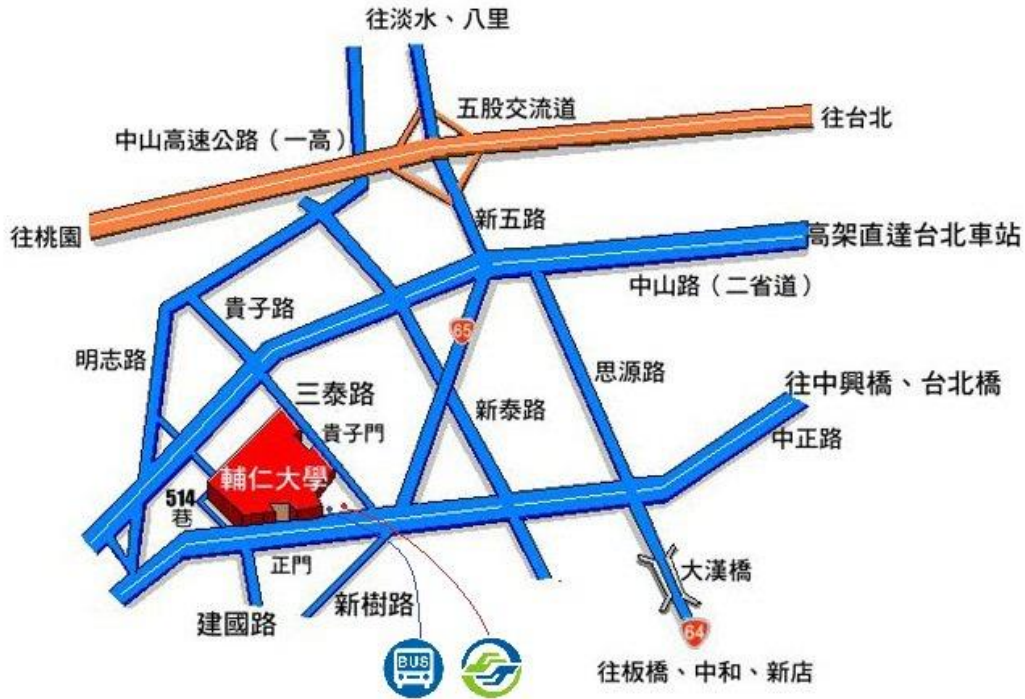 往淡水、八里
五股交流道
往台北
中山高速公路（一高）
新五路
往桃園
高架直達台北車站
中山路（二省道）
貴子路
65
明志路
思源路
三泰路
往中興橋、台北橋
新泰路
貴子門
中正路
輔仁大學
514
巷
正門
大漢橋
新樹路
建國路
64
BUS
往板橋、中和、新店